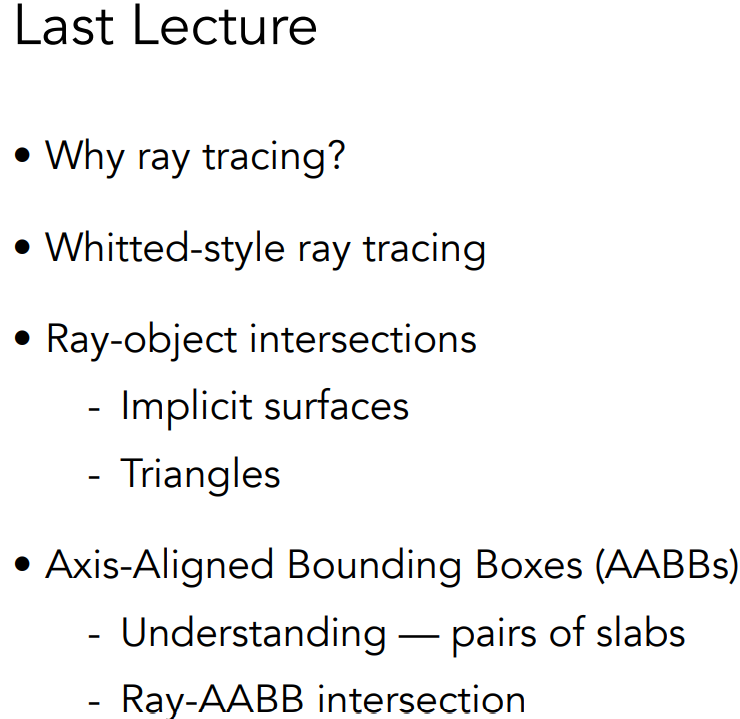 Last Lecture
• Why ray tracing?
• Whitted-style ray tracing
• Ray-object intersections
- Implicit surfaces
- Triangles
• Axis-Aligned Bounding Boxes (AABBs)
- Understanding — pairs of slabs
- Ray-AABB intersection